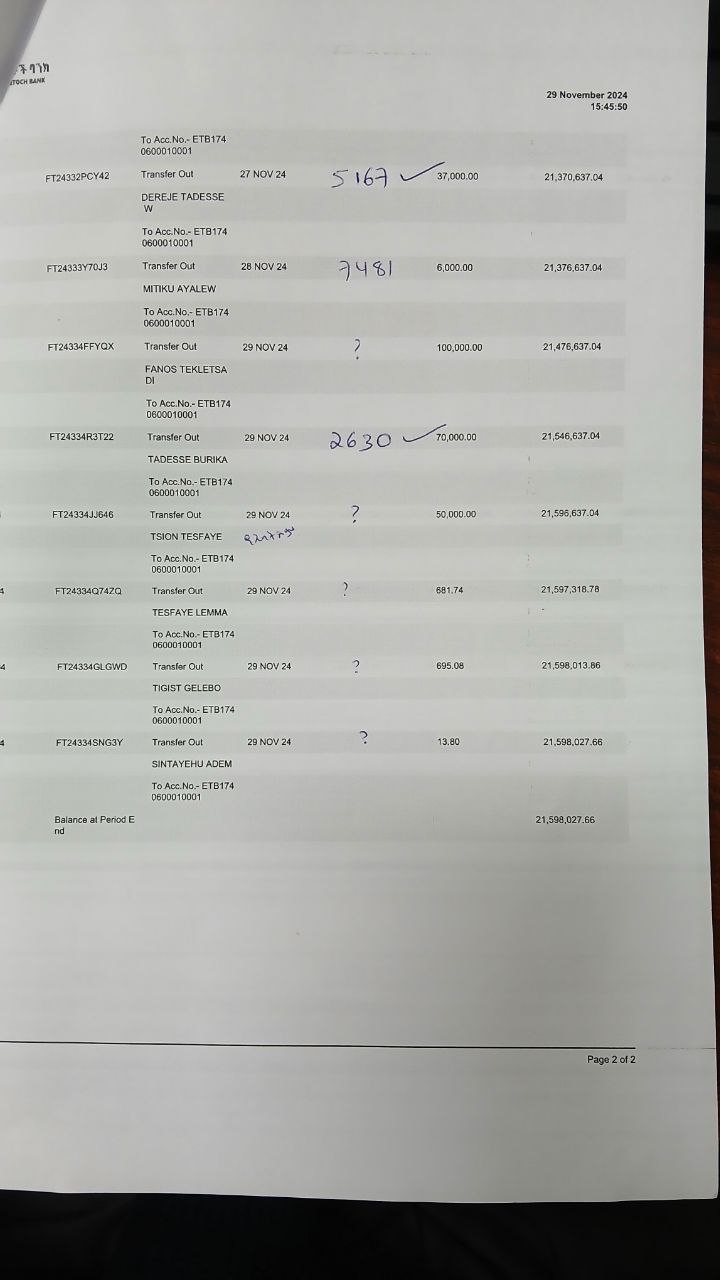 ች ባንክ
TOCH BANK
29 November 2024
15:45:50
To Acc.No.- ETB174
0600010001
FT24332PCY42 Transfer Out 27 NOV 24 5167 ✓ 37,000.00 21,370,637.04
DEREJE TADESSE
W
To Acc.No.- ETB174
0600010001
FT24333Y70J3 Transfer Out 28 NOV 24 7481 6,000.00 21,376,637.04
MITIKU AYALEW
To Acc.No.- ETB174
0600010001
FT24334FFYQX Transfer Out 29 NOV 24 ? 100,000.00 21,476,637.04
FANOS TEKLETSA
DI
To Acc.No.- ETB174
0600010001
FT24334R3T22 Transfer Out 29 NOV 24 2630 ✓ 70,000.00 21,546,637.04
TADESSE BURIKA
To Acc.No.- ETB174
0600010001
FT24334JJ646 Transfer Out 29 NOV 24 ? 50,000.00 21,596,637.04
TSION TESFAYE
To Acc.No.- ETB174
0600010001
4 FT24334Q74ZQ Transfer Out 29 NOV 24 ? 681.74 21,597,318.78
TESFAYE LEMMA
To Acc.No.- ETB174
0600010001
4 FT24334GLGWD Transfer Out 29 NOV 24 ? 695.08 21,598,013.86
TIGIST GELEBO
To Acc.No.- ETB174
0600010001
4 FT24334SNG3Y Transfer Out 29 NOV 24 ? 13.80 21,598,027.66
SINTAYEHU ADEM
To Acc.No.- ETB174
0600010001
Balance at Period E 21,598,027.66
nd
Page 2 of 2